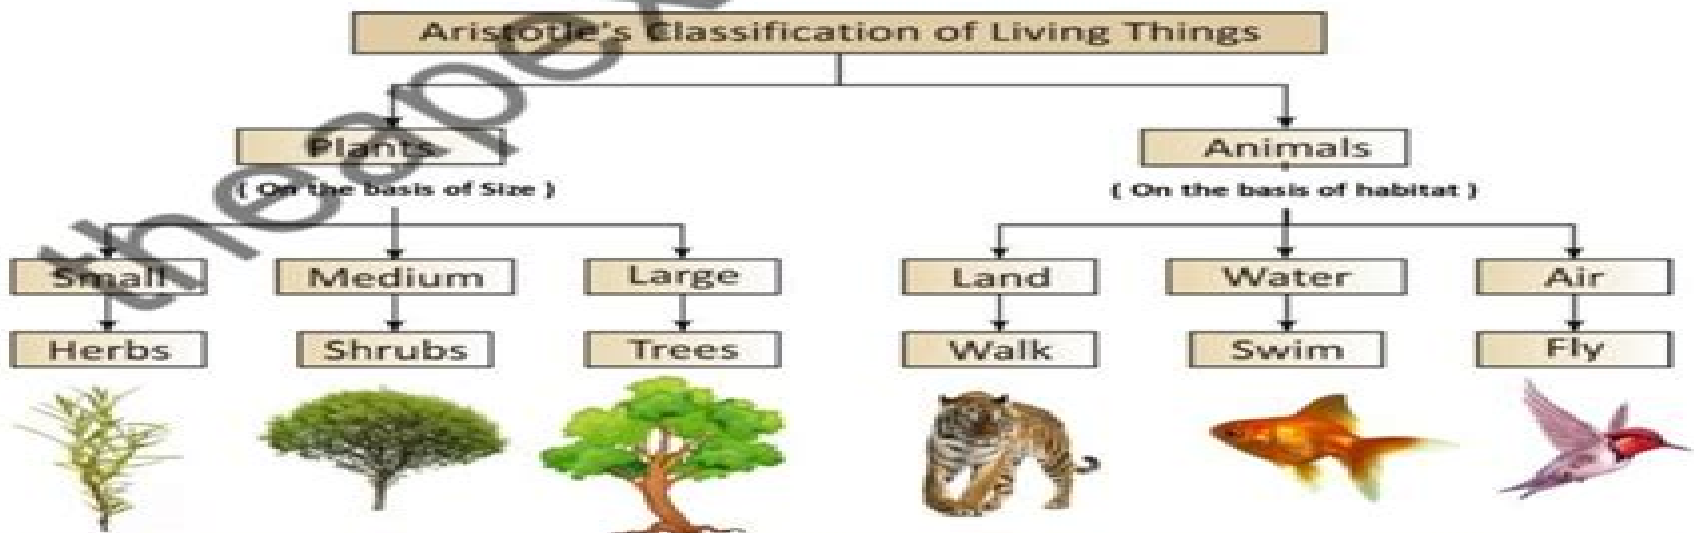 Aristotle's Classification of Living Things
Plants Animals
( On the basis of Size ) ( On the basis of habitat )
Small Medium Large Land Water Air
Herbs Shrubs Trees Walk Swim Fly